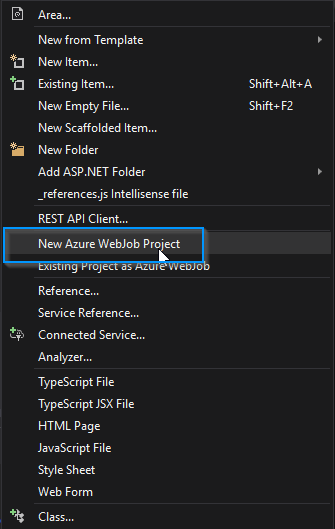 Area...
New from Template
New Item...
Existing Item... Shift+Alt+A
New Empty File... Shift+F2
New Scaffolded Item...
New Folder
Add ASP.NET Folder
_references.js Intellisense file
REST API Client...
New Azure WebJob Project
Existing Project as Azure WebJob
Reference...
Service Reference...
Connected Service...
Analyzer...
TypeScript File
TypeScript JSX File
HTML Page
JavaScript File
Style Sheet
Web Form
Class...